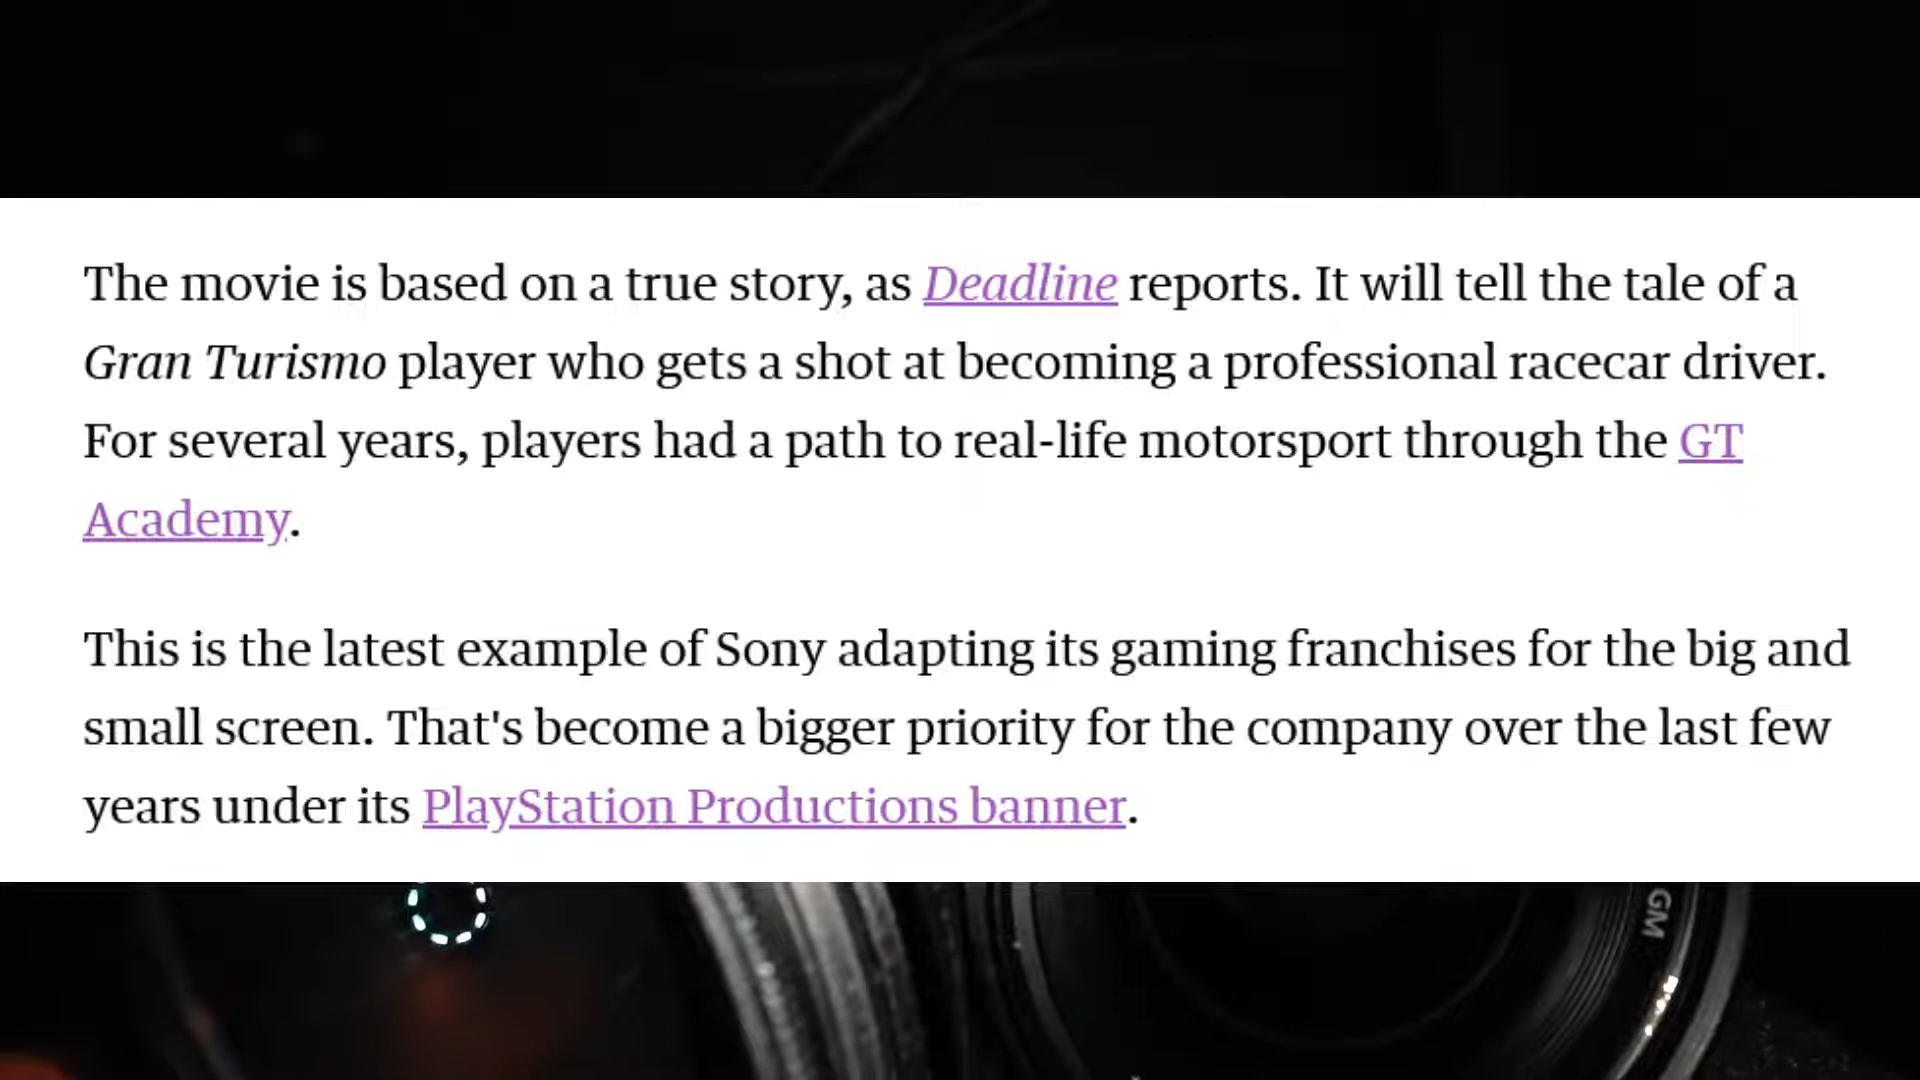 The movie is based on a true story, as Deadline reports. It will tell the tale of a
Gran Turismo player who gets a shot at becoming a professional racecar driver.
For several years, players had a path to real-life motorsport through the GT
Academy.
This is the latest example of Sony adapting its gaming franchises for the big and
small screen. That's become a bigger priority for the company over the last few
years under its PlayStation Productions banner.
GM